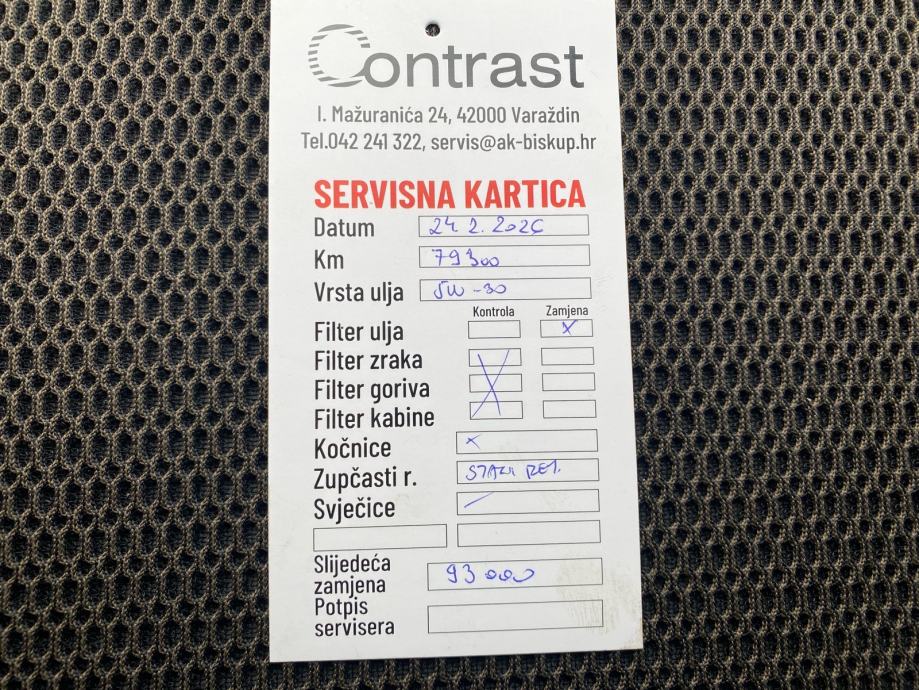 Contrast
I. Mažuranića 24, 42000 Varaždin
Tel.042 241 322, servis@ak-biskup.hr
SERVISNA KARTICA
Datum 24. 2. 2026
Km 79300
Vrsta ulja 5W-30
Kontrola Zamjena
Filter ulja X
Filter zraka X
Filter goriva
Filter kabine
Kočnice x
Zupčasti r. STARI REM.
Svječice
Slijedeća
zamjena 93000
Potpis
servisera